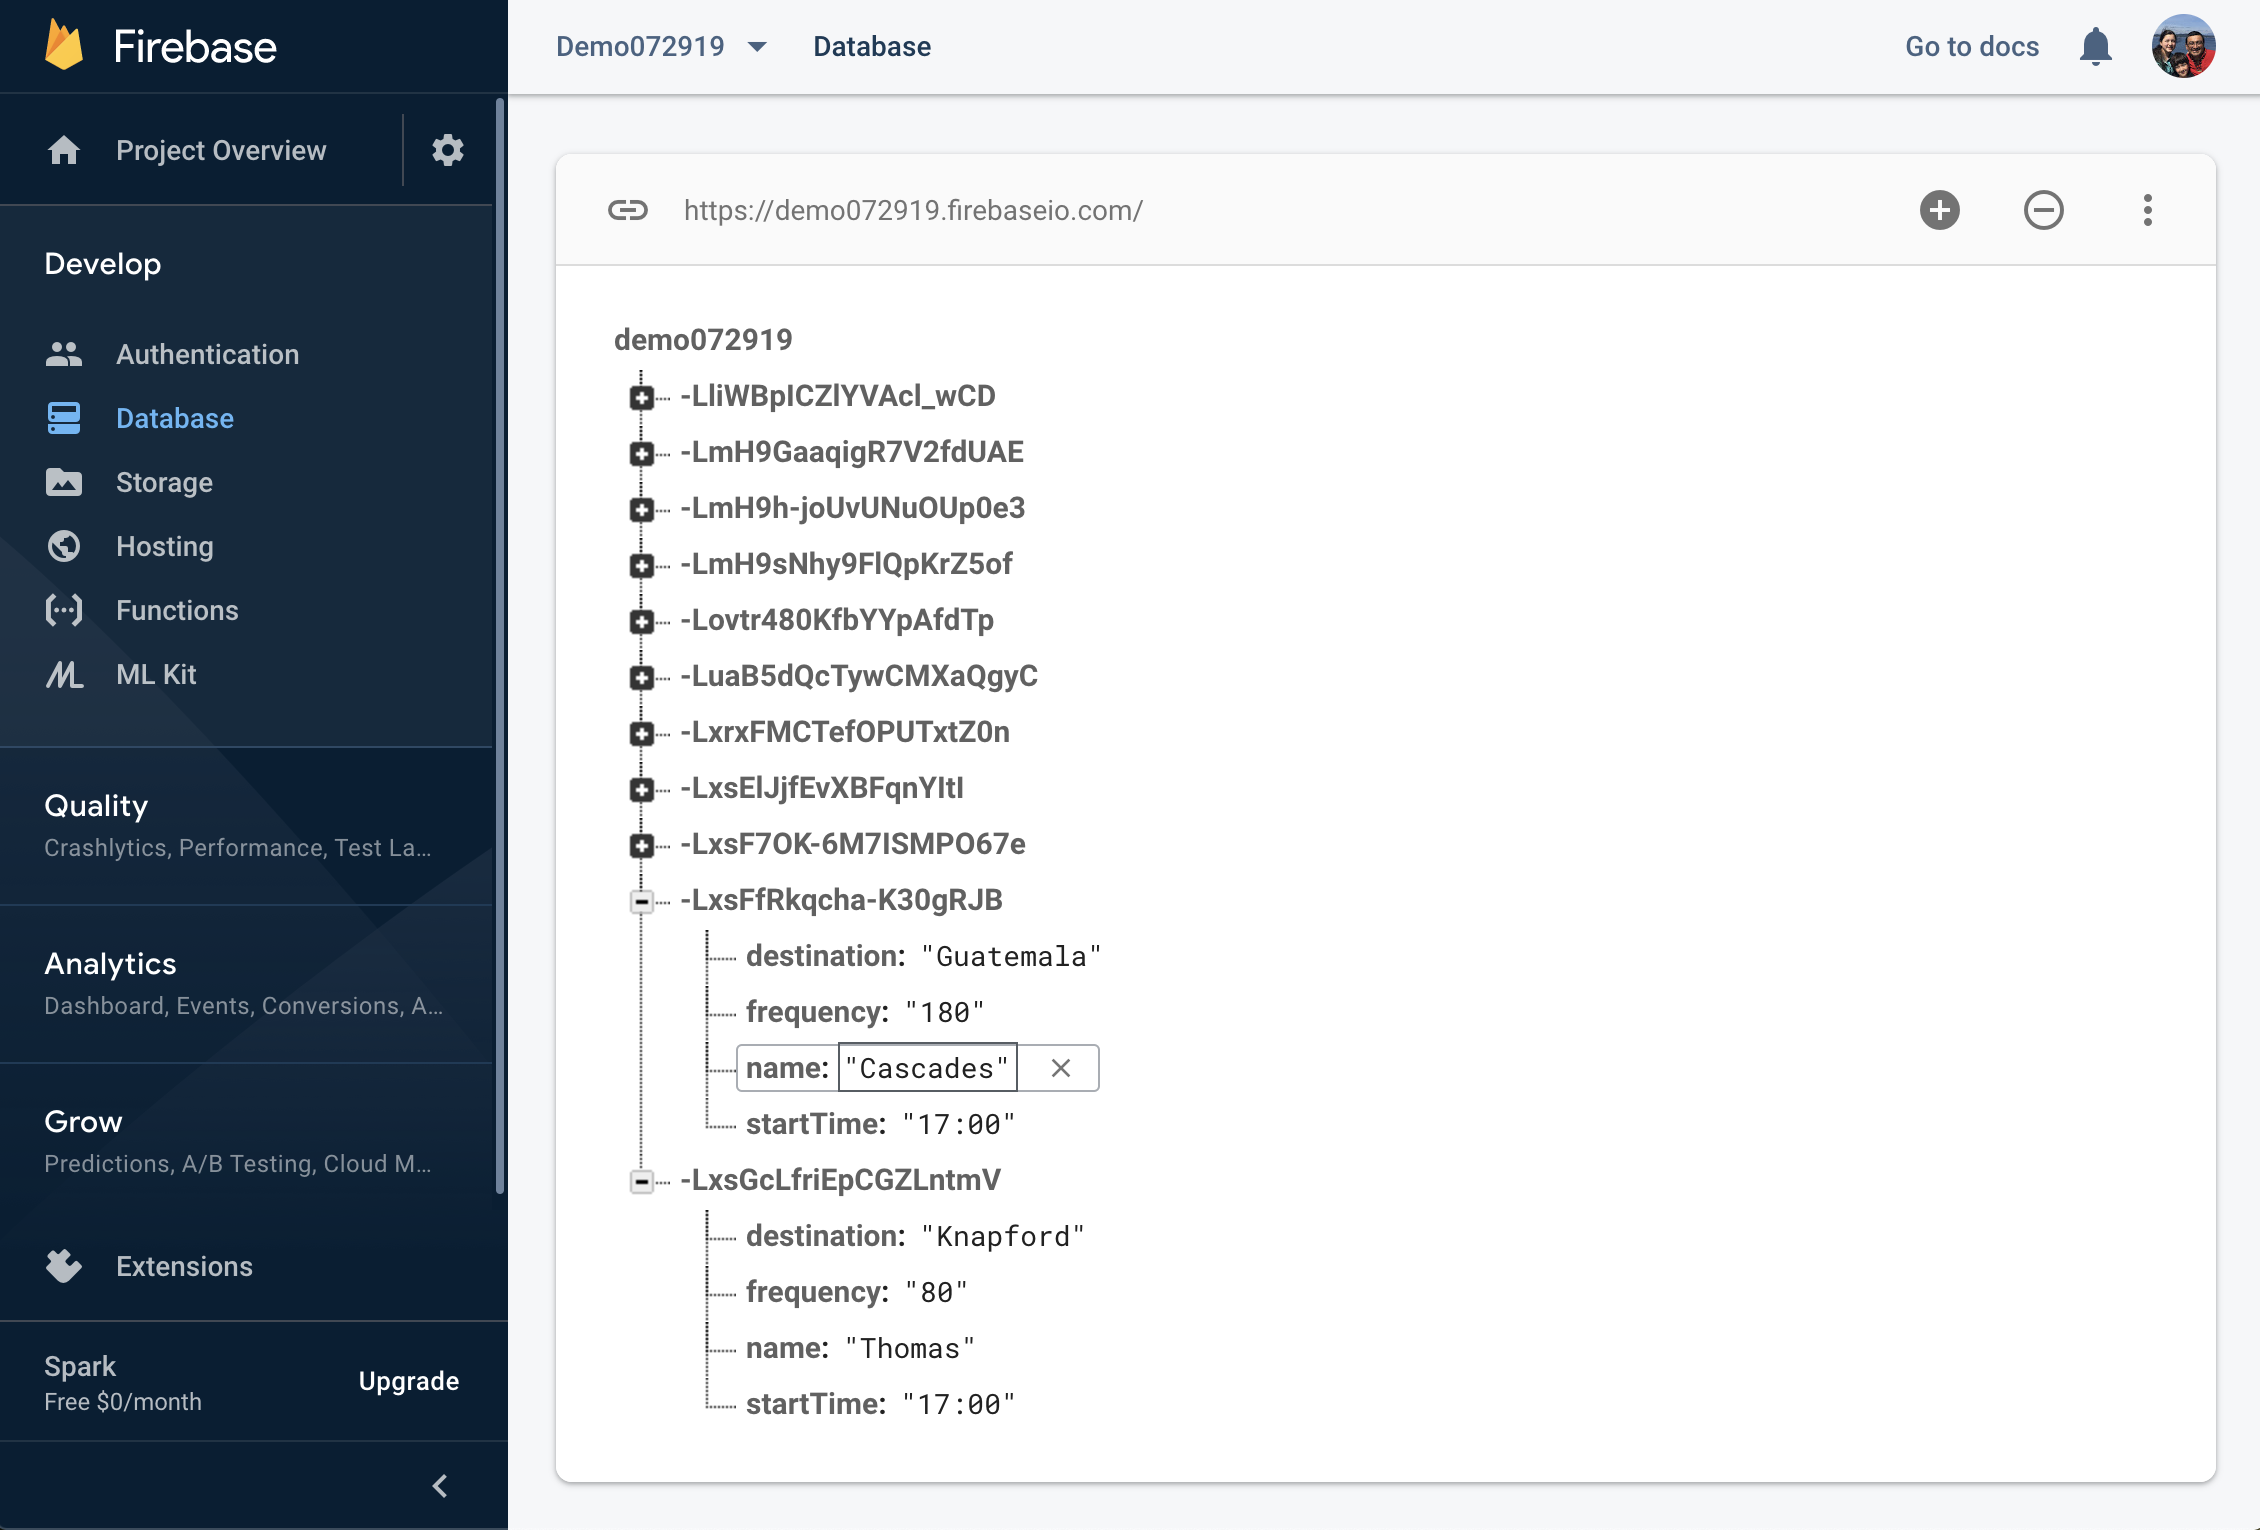 Firebase
Project Overview
Develop
Authentication
Database
Storage
Hosting
Functions
ML Kit
Quality
Crashlytics, Performance, Test La...
Analytics
Dashboard, Events, Conversions, A...
Grow
Predictions, A/B Testing, Cloud M...
Extensions
Spark
Free $0/month
Upgrade
Demo072919 Database Go to docs
https://demo072919.firebaseio.com/
demo072919
-LliWBpICZlYVAcl_wCD
-LmH9GaaqigR7V2fdUAE
-LmH9h-joUvUNuOUp0e3
-LmH9sNhy9FlQpKrZ5of
-Lovtr480KfbYYpAfdTp
-LuaB5dQcTywCMXaQgyC
-LxrxFMCTefOPUTxtZ0n
-LxsElJjfEvXBFqnYItI
-LxsF7OK-6M7ISMPO67e
-LxsFfRkqcha-K30gRJB
destination: "Guatemala"
frequency: "180"
name: "Cascades"
startTime: "17:00"
-LxsGcLfriEpCGZLntmV
destination: "Knapford"
frequency: "80"
name: "Thomas"
startTime: "17:00"